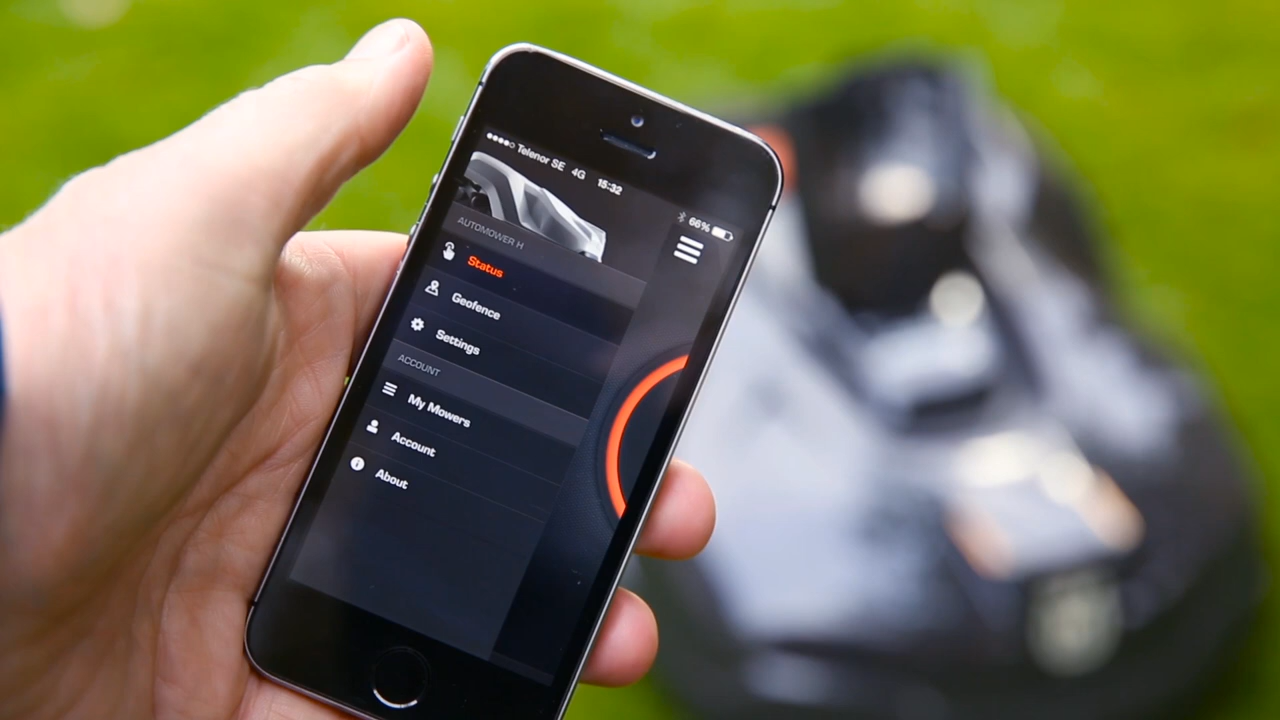 Telenor SE 4G 15:32
66%
AUTOMOWER H
Status
Geofence
Settings
ACCOUNT
My Mowers
Account
About